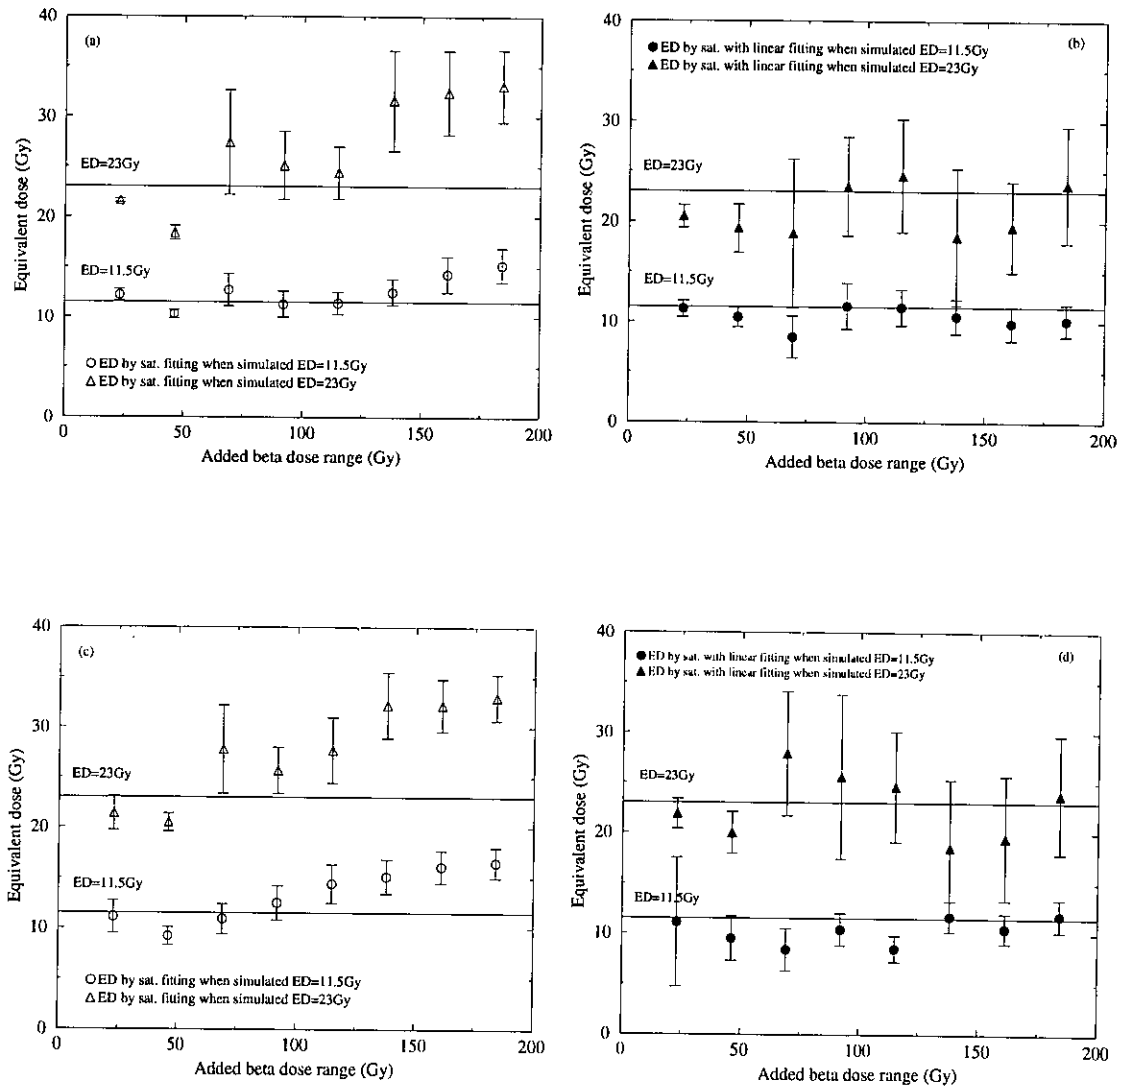 (a)
40
30
20
10
0
Equivalent dose (Gy)
ED=23Gy
ED=11.5Gy
ED by sat. fitting when simulated ED=11.5Gy
ED by sat. fitting when simulated ED=23Gy
0 50 100 150 200
Added beta dose range (Gy)
(b)
ED by sat. with linear fitting when simulated ED=11.5Gy
ED by sat. with linear fitting when simulated ED=23Gy
40
30
20
10
0
Equivalent dose (Gy)
ED=23Gy
ED=11.5Gy
0 50 100 150 200
Added beta dose range (Gy)
(c)
40
30
20
10
0
Equivalent dose (Gy)
ED=23Gy
ED=11.5Gy
ED by sat. fitting when simulated ED=11.5Gy
ED by sat. fitting when simulated ED=23Gy
0 50 100 150 200
Added beta dose range (Gy)
ED by sat. with linear fitting when simulated ED=11.5Gy
(d)
ED by sat. with linear fitting when simulated ED=23Gy
40
30
20
10
0
Equivalent dose (Gy)
ED=23Gy
ED=11.5Gy
0 50 100 150 200
Added beta dose range (Gy)